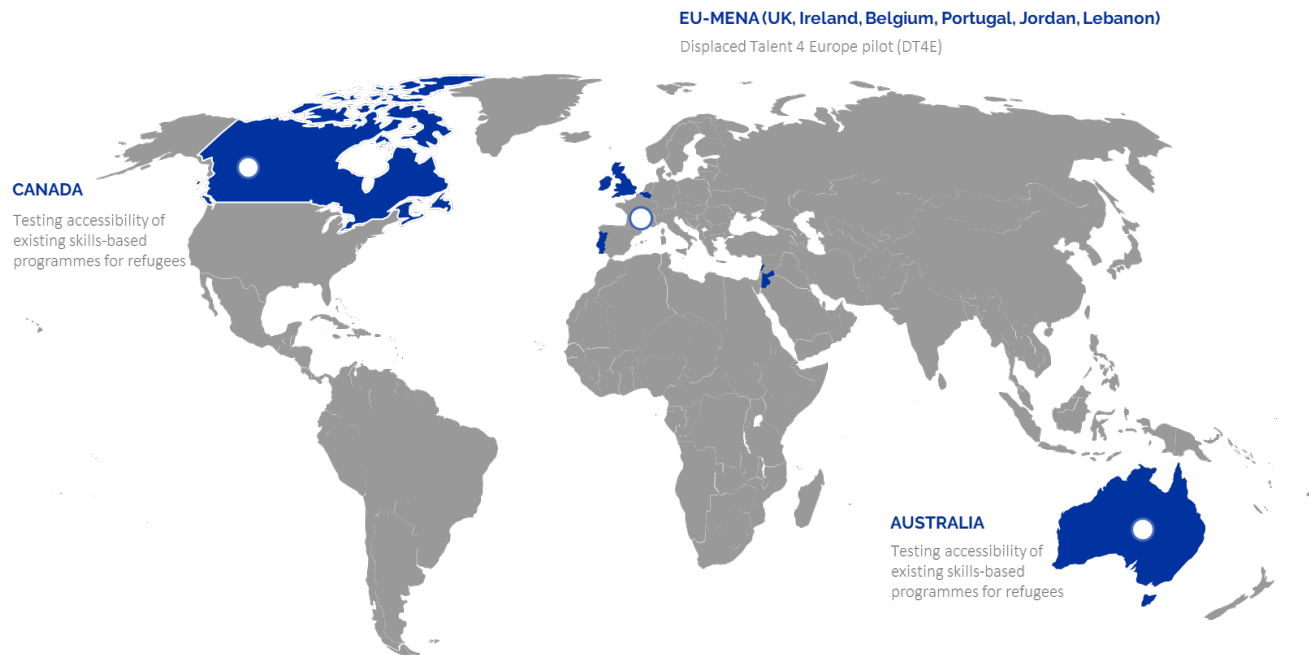 EU-MENA (UK, Ireland, Belgium, Portugal, Jordan, Lebanon)
Displaced Talent 4 Europe pilot (DT4E)
CANADA
Testing accessibility of
existing skills-based
programmes for refugees
AUSTRALIA
Testing accessibility of
existing skills-based
programmes for refugees